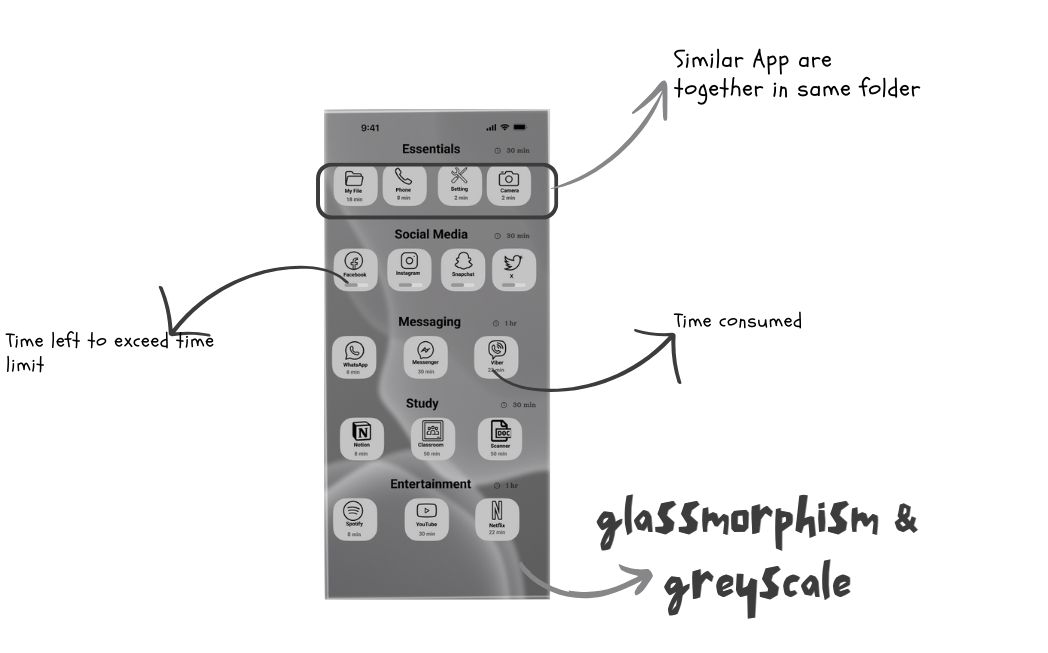 Similar App are
together in same folder
9:41
Essentials 30 min
My File Phone Setting Camera
18 min 8 min 2 min 2 min
Social Media 30 min
Facebook Instagram Snapchat X
Time left to exceed time
limit
Messaging 1 hr
Time consumed
WhatsApp Messenger Viber
8 min 30 min 22 min
Study 30 min
Notion Classroom DOC Scanner
8 min 50 min 50 min
Entertainment 1 hr
Spotify YouTube Netflix
8 min 30 min 22 min
glassmorphism &
greyscale